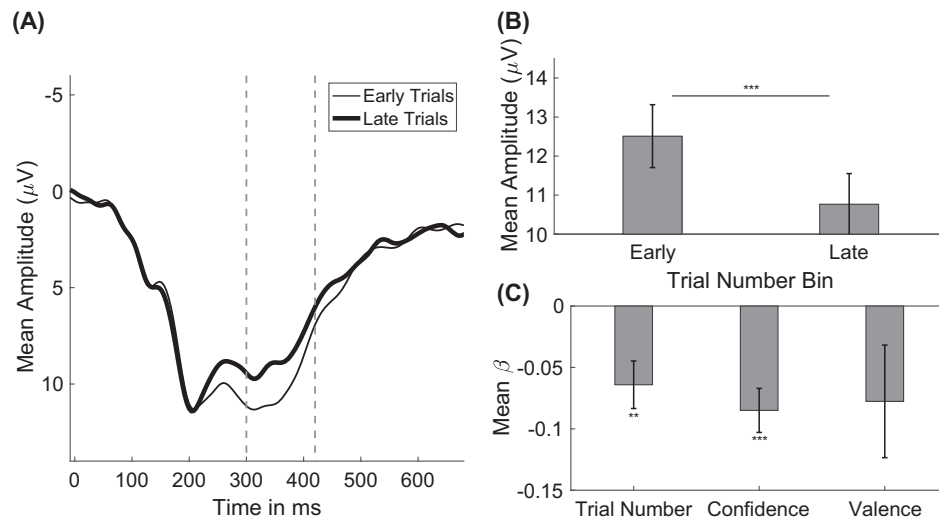 (A)
Mean Amplitude (μV)
-5
0
5
10
0 100 200 300 400 500 600
Time in ms
Early Trials
Late Trials
(B)
Mean Amplitude (μV)
14
13
12
11
10
***
Early Late
Trial Number Bin
(C)
Mean β
0
-0.05
-0.1
-0.15
** *** 
Trial Number Confidence Valence